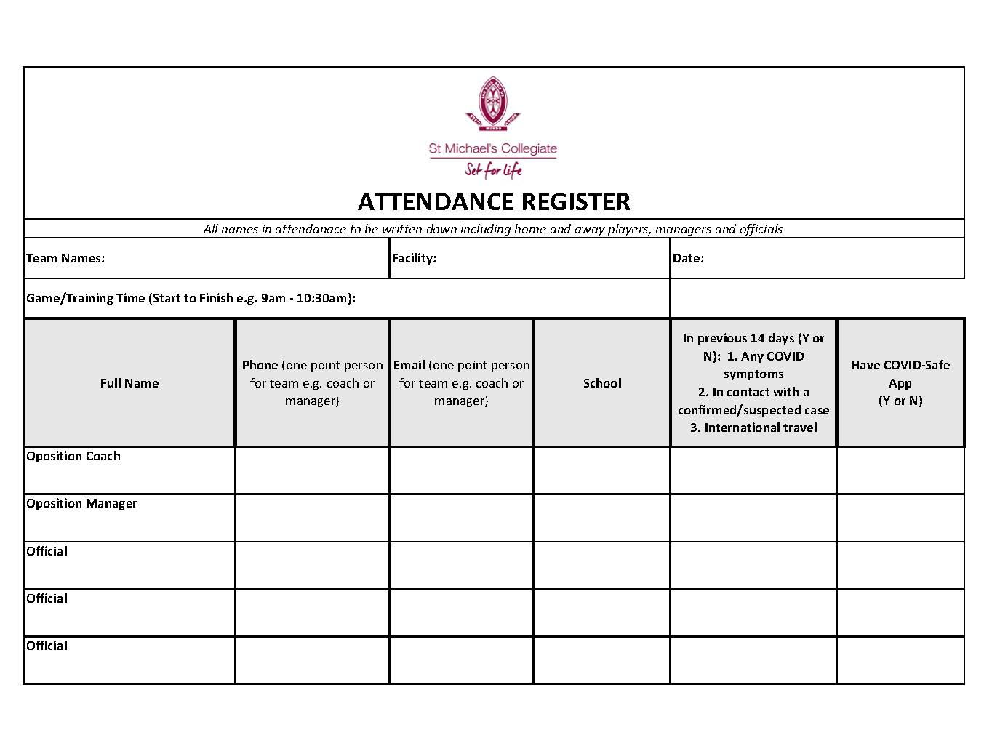 MUNDO
St Michael's Collegiate
Set for life
ATTENDANCE REGISTER
All names in attendanace to be written down including home and away players, managers and officials
Team Names:
Facility:
Date:
Game/Training Time (Start to Finish e.g. 9am - 10:30am):
Full Name
Phone (one point person
for team e.g. coach or
manager)
Email (one point person
for team e.g. coach or
manager)
School
In previous 14 days (Y or
N): 1. Any COVID
symptoms
2. In contact with a
confirmed/suspected case
3. International travel
Have COVID-Safe
App
(Y or N)
Oposition Coach
Oposition Manager
Official
Official
Official